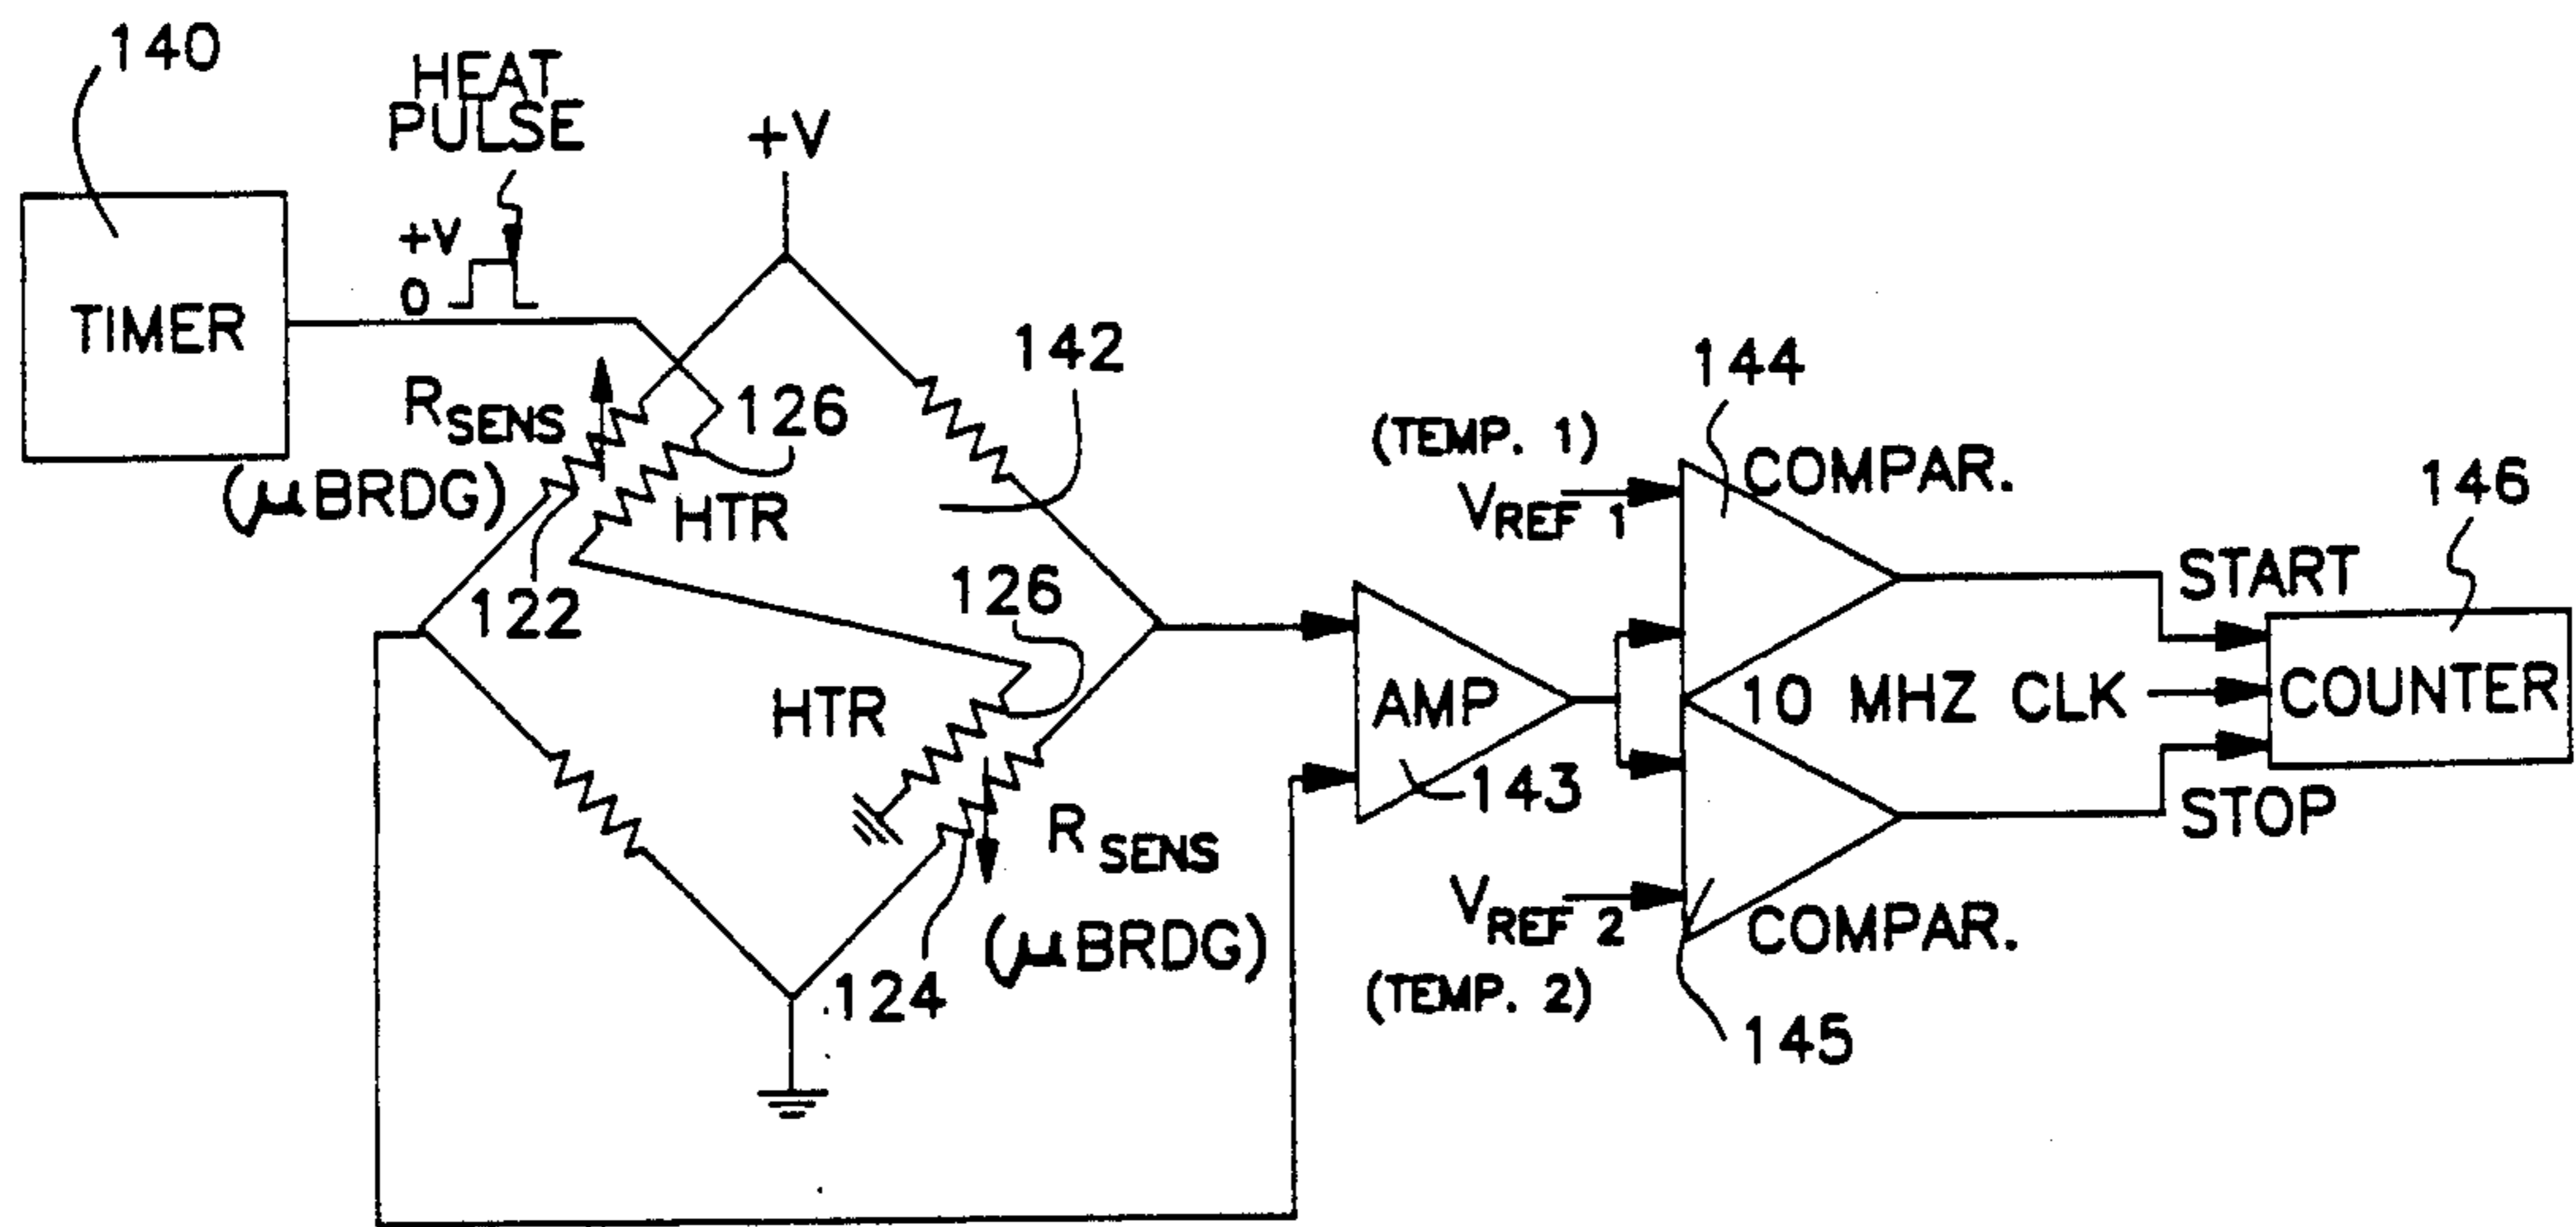 140
HEAT
PULSE
+V
+V
0
TIMER
142
R SENS
126
(μBRDG)
HTR
144
(TEMP. 1)
COMPAR.
V REF 1
146
122
126
START
HTR
AMP
10 MHZ CLK
COUNTER
143
STOP
R SENS
V REF 2
COMPAR.
(μBRDG)
124
(TEMP. 2)
145